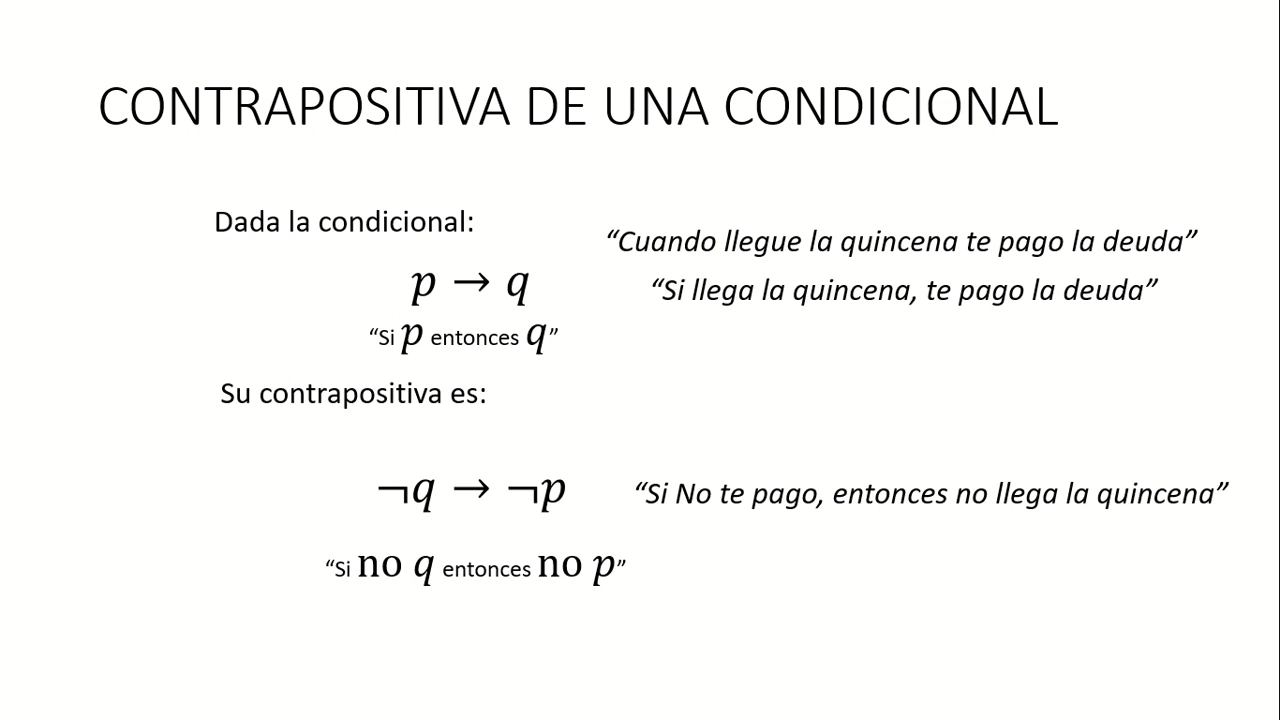 CONTRAPOSITIVA DE UNA CONDICIONAL
Dada la condicional:
“Cuando llegue la quincena te pago la deuda”
p → q
“Si llega la quincena, te pago la deuda”
“Si p entonces q”
Su contrapositiva es:
¬q → ¬p
“Si No te pago, entonces no llega la quincena”
“Si no q entonces no p”